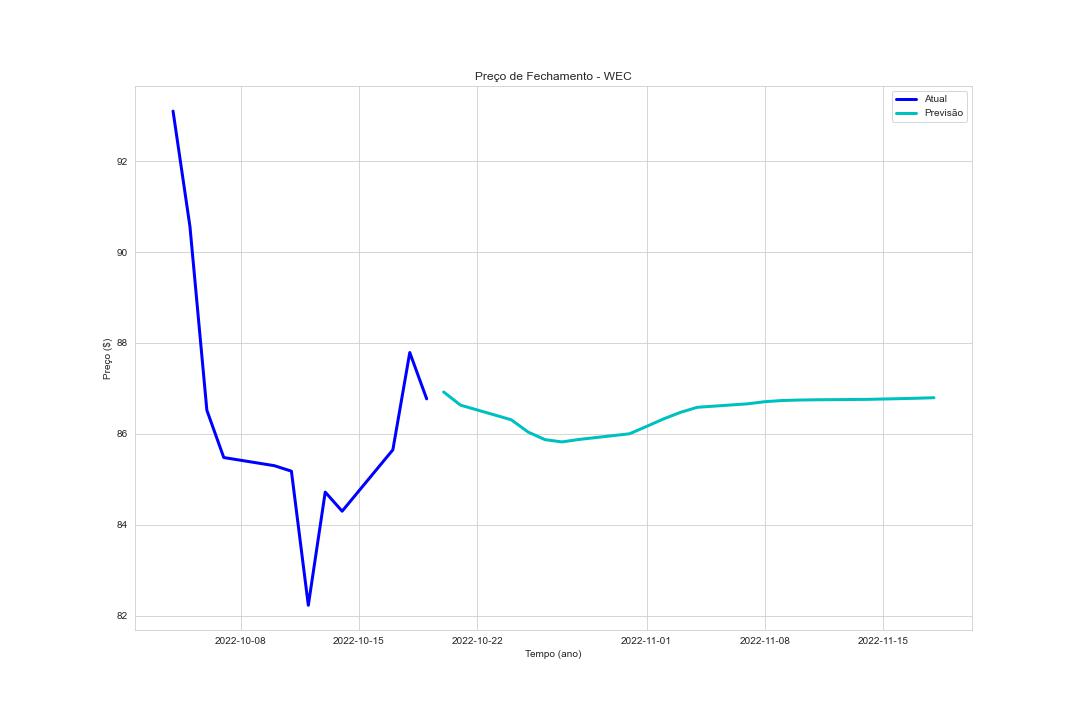 Preço de Fechamento - WEC
Atual
Previsão
92
90
88
86
84
82
Preço ($)
2022-10-08
2022-10-15
2022-10-22
2022-11-01
2022-11-08
2022-11-15
Tempo (ano)